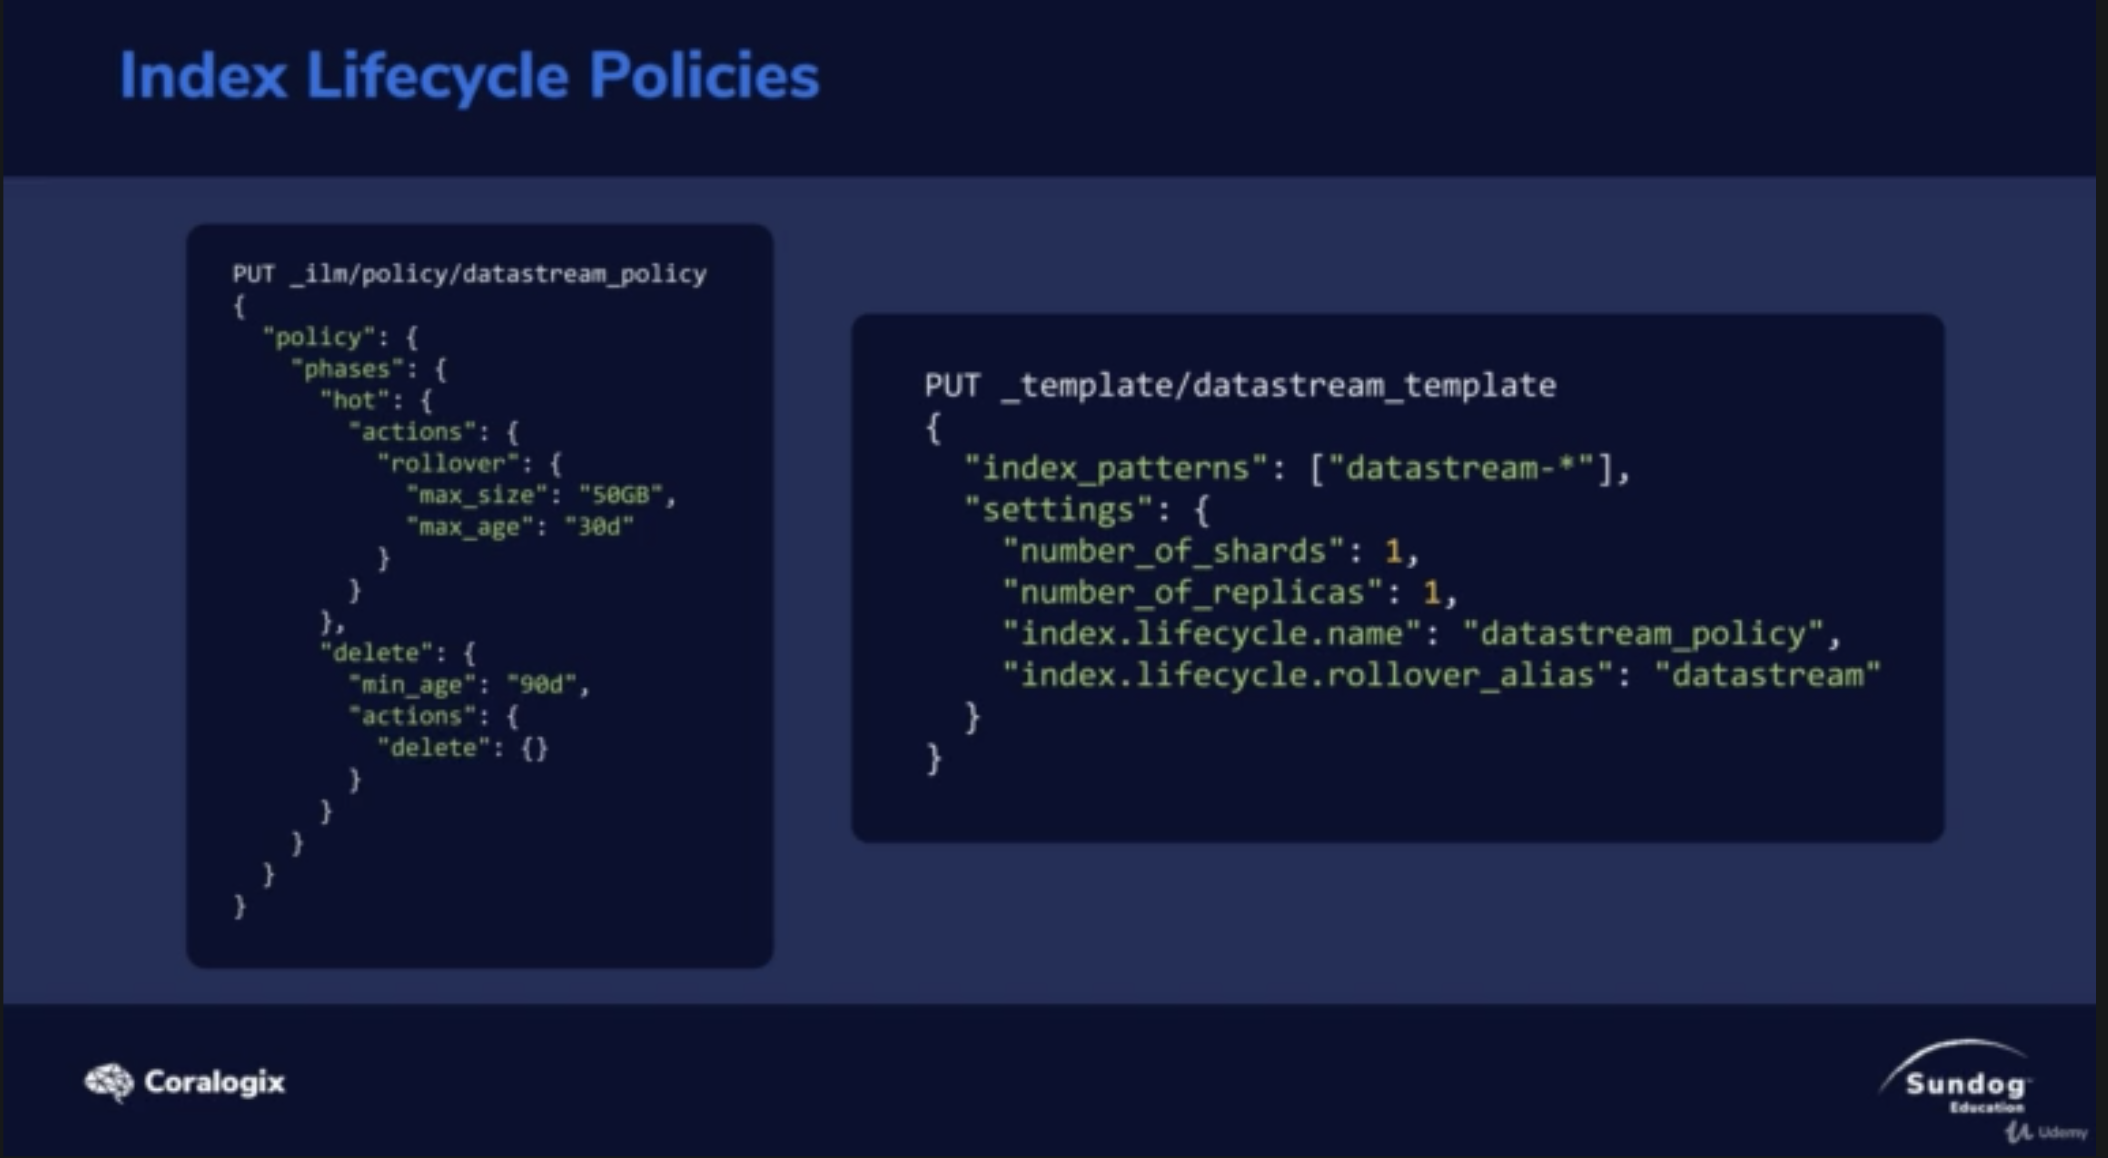 Index Lifecycle Policies
PUT _ilm/policy/datastream_policy
{
  "policy": {
    "phases": {
      "hot": {
        "actions": {
          "rollover": {
            "max_size": "50GB",
            "max_age": "30d"
          }
        }
      },
      "delete": {
        "min_age": "90d",
        "actions": {
          "delete": {}
        }
      }
    }
  }
}
PUT _template/datastream_template
{
  "index_patterns": ["datastream-*"],
  "settings": {
    "number_of_shards": 1,
    "number_of_replicas": 1,
    "index.lifecycle.name": "datastream_policy",
    "index.lifecycle.rollover_alias": "datastream"
  }
}
Coralogix
Sundog
Education
Udemy